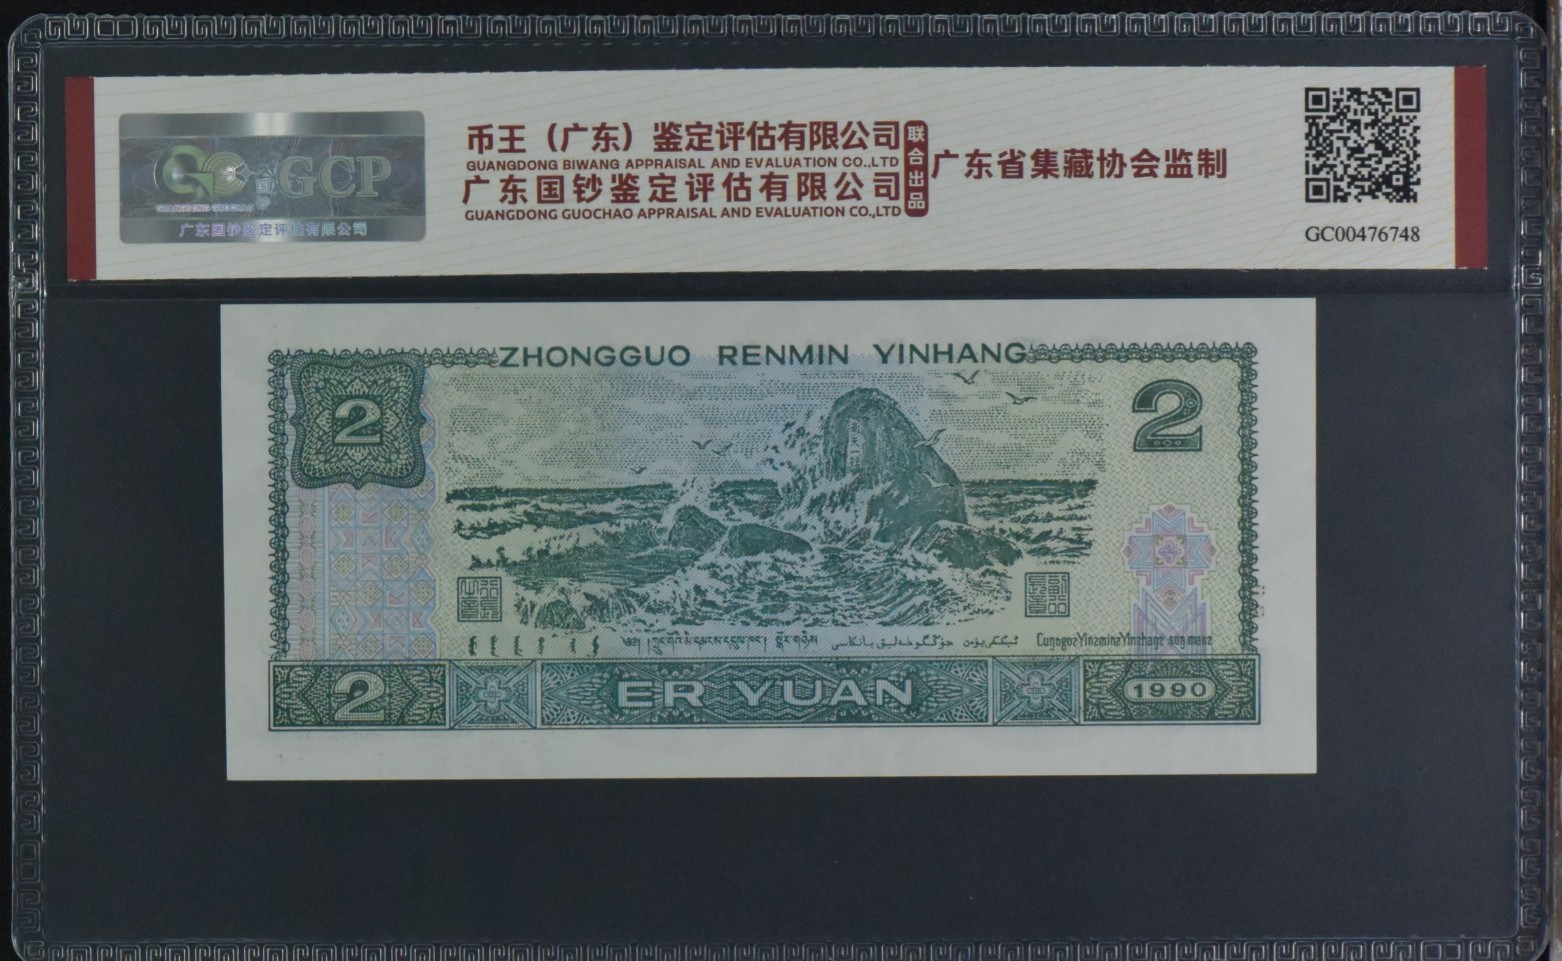 币王（广东）鉴定评估有限公司
GUANGDONG BIWANG APPRAISAL AND EVALUATION CO.,LTD
广东国钞鉴定评估有限公司
GUANGDONG GUOCHAO APPRAISAL AND EVALUATION CO.,LTD
联合出品
广东省集藏协会监制
GCP
广东国钞鉴定评估有限公司
GC00476748
ZHONGGUO RENMIN YINHANG
2
2
CungogozYinzminzYinzhangz song maenz
2
ER YUAN
1990